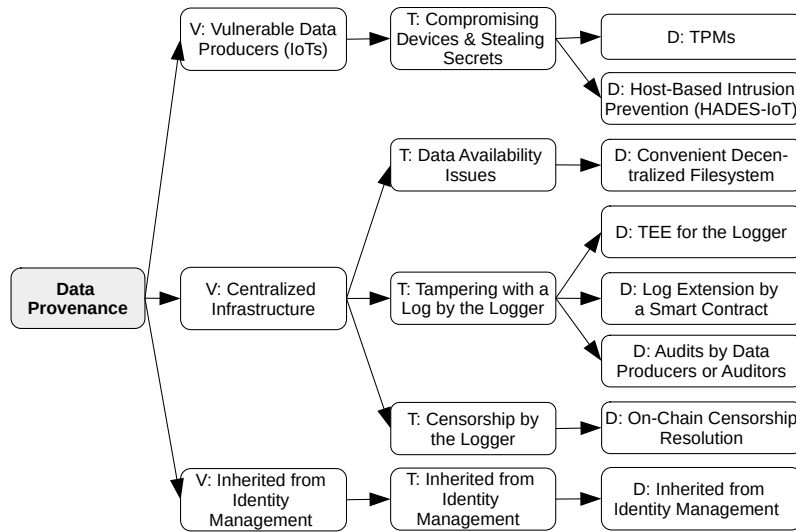 V: Vulnerable Data
Producers (IoTs)
T: Compromising
Devices & Stealing
Secrets
D: TPMs
D: Host-Based Intrusion
Prevention (HADES-IoT)
T: Data Availability
Issues
D: Convenient Decen-
tralized Filesystem
D: TEE for the Logger
Data
Provenance
V: Centralized
Infrastructure
T: Tampering with a
Log by the Logger
D: Log Extension by
a Smart Contract
D: Audits by Data
Producers or Auditors
T: Censorship by
the Logger
D: On-Chain Censorship
Resolution
V: Inherited from
Identity
Management
T: Inherited from
Identity
Management
D: Inherited from
Identity Management